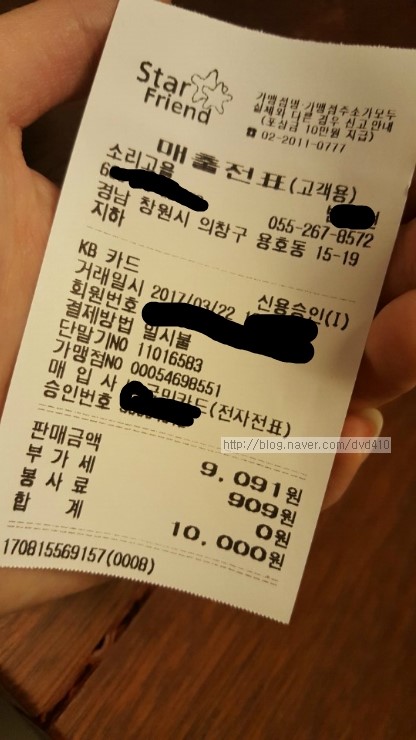 Star
Friend
가맹점명·가맹점주소가모두
실제와 다른 경우 신고안내
(포상금 10만원 지급)
☎ 02-2011-0777
매출전표(고객용)
소리고을
6
055-267-8572
경남 창원시 의창구 용호동 15-19
지하
KB 카드 신용승인(I)
거래일시 2017/03/22
회원번호
결제방법 일시불
단말기NO 11016583
가맹점NO 00054698551
매 입 사 국민카드(전자전표)
승인번호
판매금액 9,091원
부 가 세 909원
봉 사 료 0원
합 계 10,000원
170815569157(0008)
http://blog.naver.com/dvd410